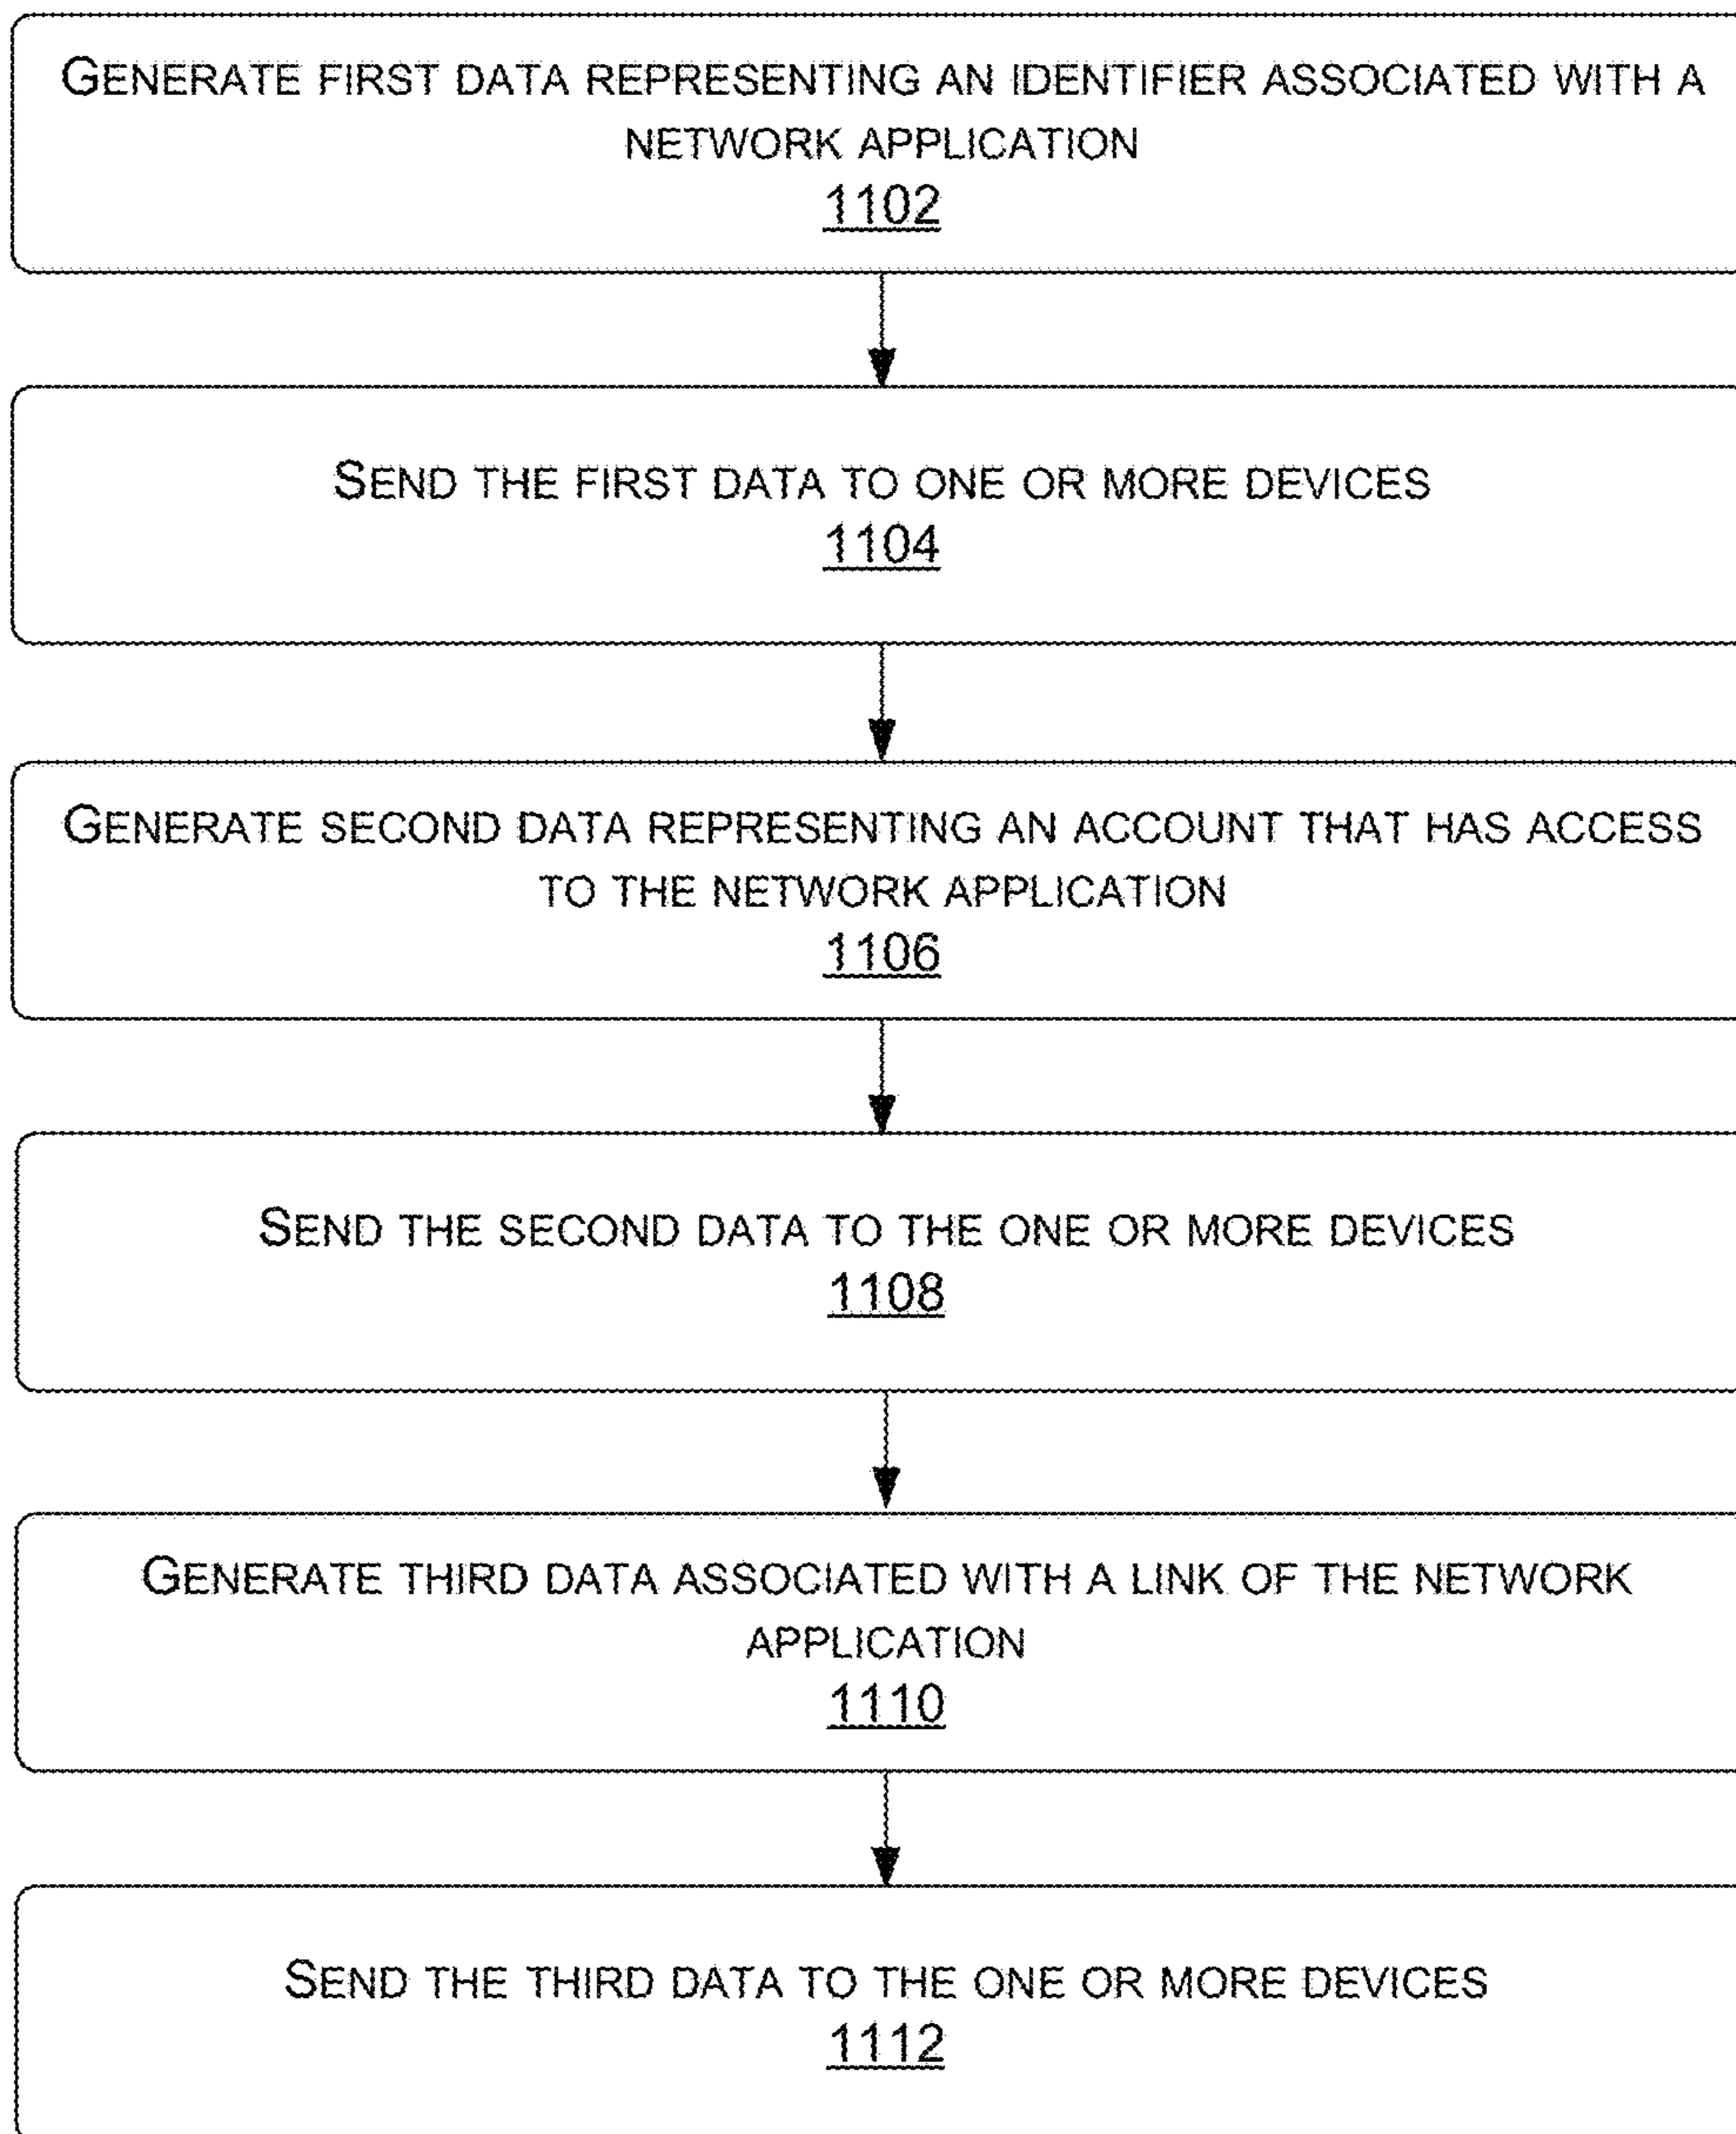 GENERATE FIRST DATA REPRESENTING AN IDENTIFIER ASSOCIATED WITH A
NETWORK APPLICATION
1102
SEND THE FIRST DATA TO ONE OR MORE DEVICES
1104
GENERATE SECOND DATA REPRESENTING AN ACCOUNT THAT HAS ACCESS
TO THE NETWORK APPLICATION
1106
SEND THE SECOND DATA TO THE ONE OR MORE DEVICES
1108
GENERATE THIRD DATA ASSOCIATED WITH A LINK OF THE NETWORK
APPLICATION
1110
SEND THE THIRD DATA TO THE ONE OR MORE DEVICES
1112